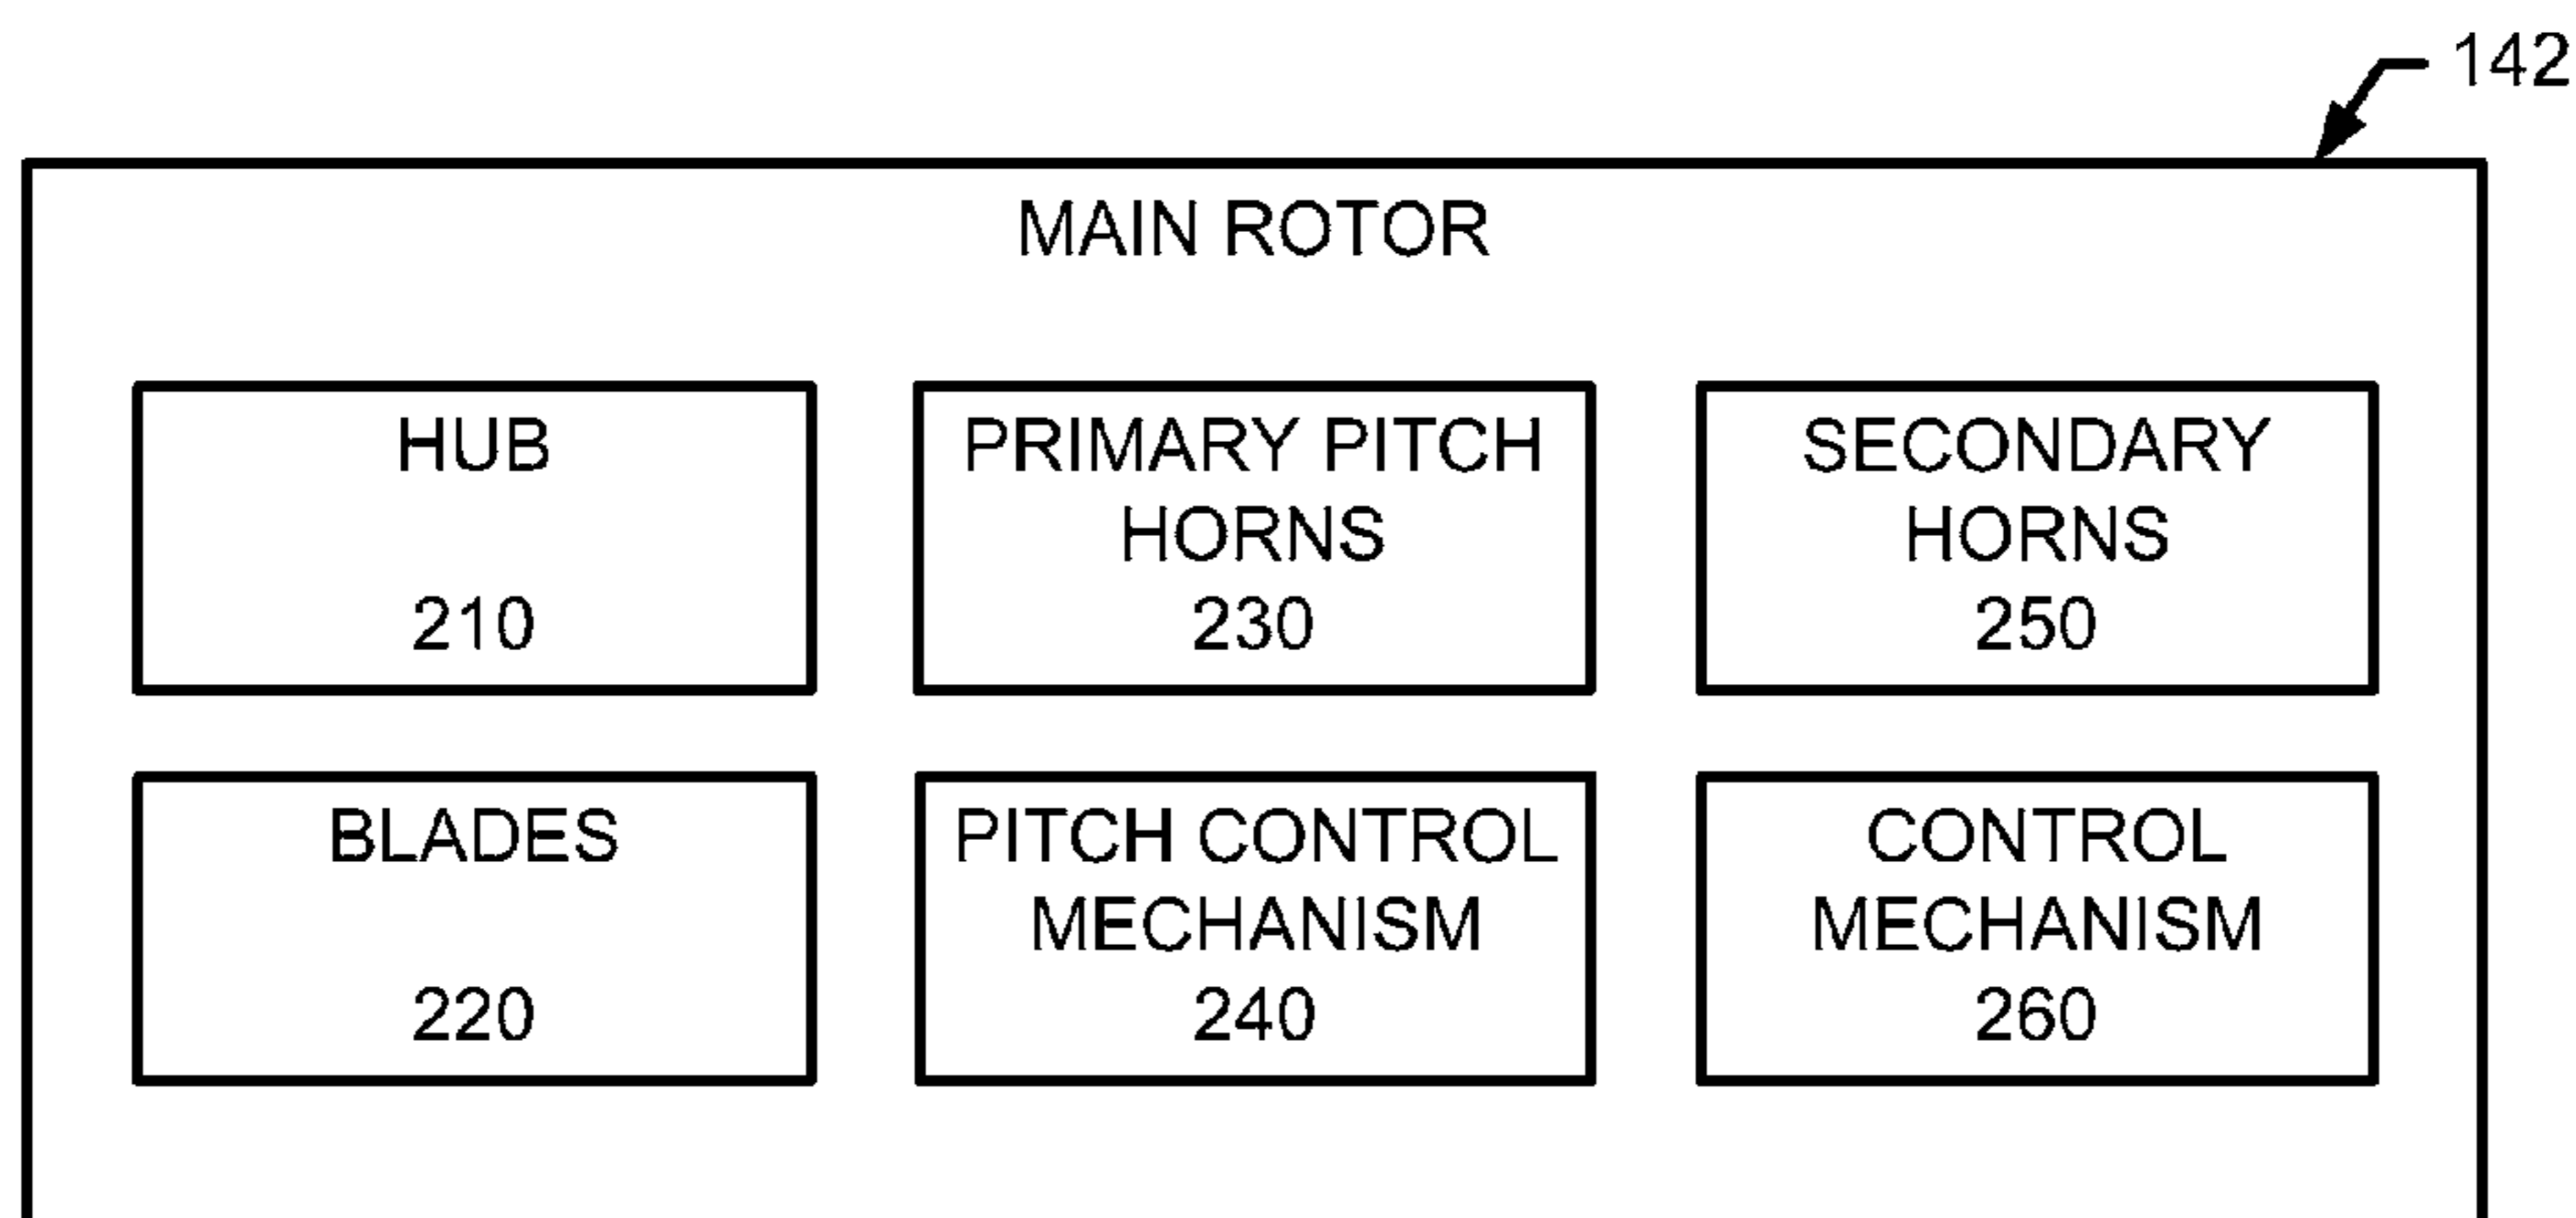 142
MAIN ROTOR
HUB
210
PRIMARY PITCH
HORNS
230
SECONDARY
HORNS
250
BLADES
220
PITCH CONTROL
MECHANISM
240
CONTROL
MECHANISM
260